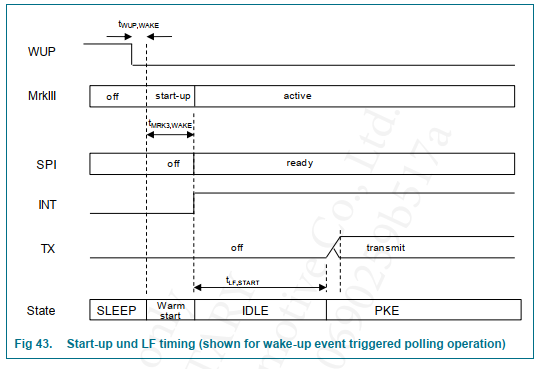 tWUP,WAKE
WUP
MrkIII
off
start-up
active
tMRK3,WAKE
SPI
off
ready
INT
TX
off
transmit
tLF,START
State
SLEEP
Warm start
IDLE
PKE
Fig 43. Start-up und LF timing (shown for wake-up event triggered polling operation)